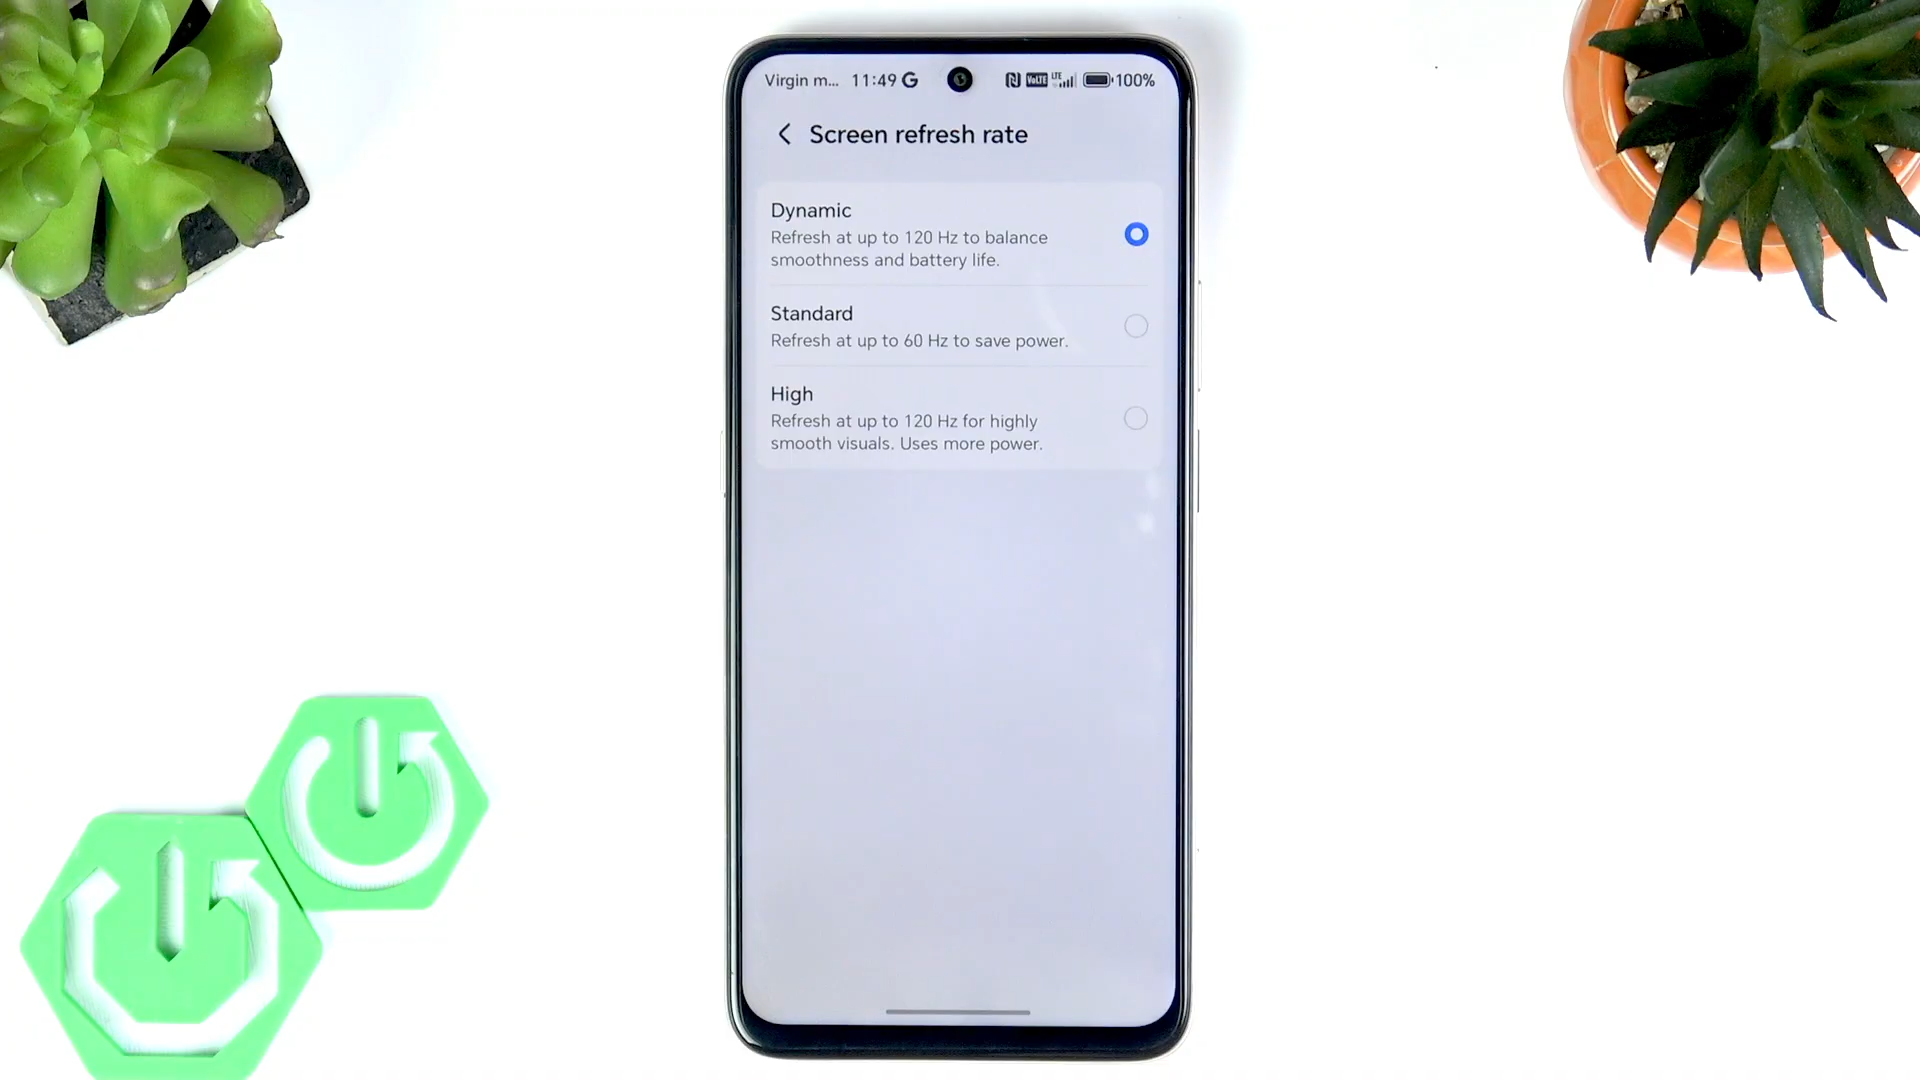 Virgin m... 11:49 G VoLTE LTE 100%
Screen refresh rate
Dynamic
Refresh at up to 120 Hz to balance
smoothness and battery life.
Standard
Refresh at up to 60 Hz to save power.
High
Refresh at up to 120 Hz for highly
smooth visuals. Uses more power.